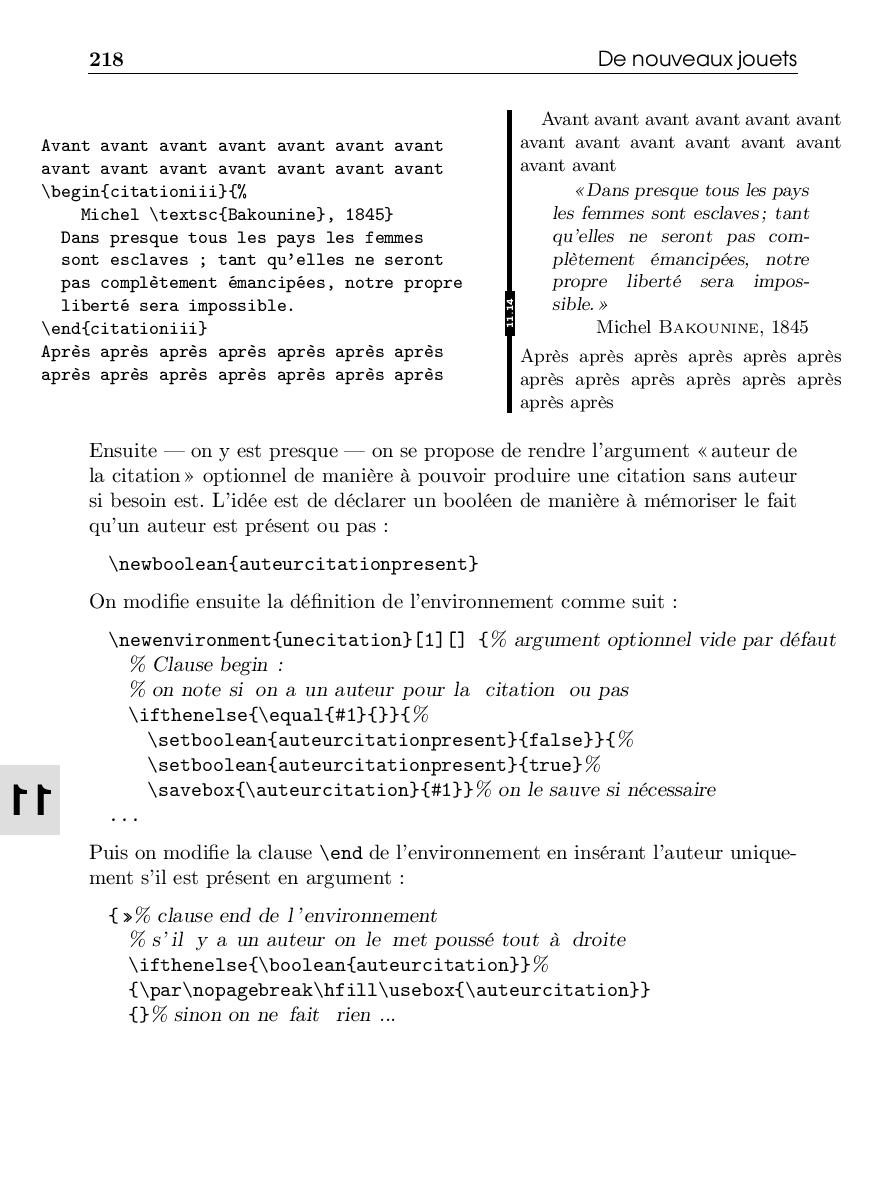 218
De nouveaux jouets
Avant avant avant avant avant avant avant
avant avant avant avant avant avant avant
\begin{citationiii}{%
Michel \textsc{Bakounine}, 1845}
Dans presque tous les pays les femmes
sont esclaves ; tant qu'elles ne seront
pas complètement émancipées, notre propre
liberté sera impossible.
\end{citationiii}
Après après après après après après après
après après après après après après après
11.14
Avant avant avant avant avant avant
avant avant avant avant avant avant
avant avant
« Dans presque tous les pays
les femmes sont esclaves ; tant
qu'elles ne seront pas com-
plètement émancipées, notre
propre liberté sera impos-
sible. »
Michel BAKOUNINE, 1845
Après après après après après après
après après après après après après
après après
Ensuite — on y est presque — on se propose de rendre l'argument « auteur de
la citation » optionnel de manière à pouvoir produire une citation sans auteur
si besoin est. L'idée est de déclarer un booléen de manière à mémoriser le fait
qu'un auteur est présent ou pas :
\newboolean{auteurcitationpresent}
On modifie ensuite la définition de l'environnement comme suit :
\newenvironment{unecitation}[1][] {% argument optionnel vide par défaut
% Clause begin :
% on note si on a un auteur pour la citation ou pas
\ifthenelse{\equal{#1}{}}{%
\setboolean{auteurcitationpresent}{false}}{%
\setboolean{auteurcitationpresent}{true}%
\savebox{\auteurcitation}{#1}}% on le sauve si nécessaire
...
11
Puis on modifie la clause \end de l'environnement en insérant l'auteur unique-
ment s'il est présent en argument :
{ »% clause end de l'environnement
% s'il y a un auteur on le met poussé tout à droite
\ifthenelse{\boolean{auteurcitation}}%
{\par\nopagebreak\hfill\usebox{\auteurcitation}}
{}% sinon on ne fait rien ...